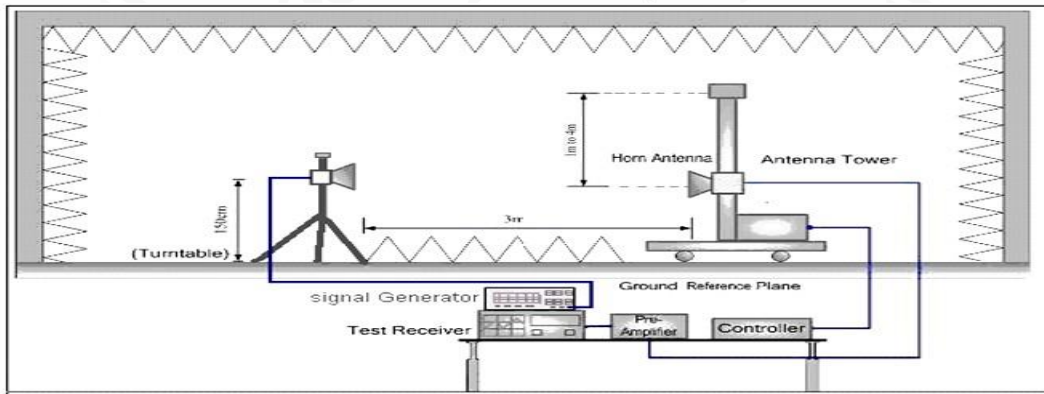 1m to 4m
Horn Antenna
Antenna Tower
150cm
3m
(Turntable)
Ground Reference Plane
signal Generator
Test Receiver
Pre-
Amplifier
Controller